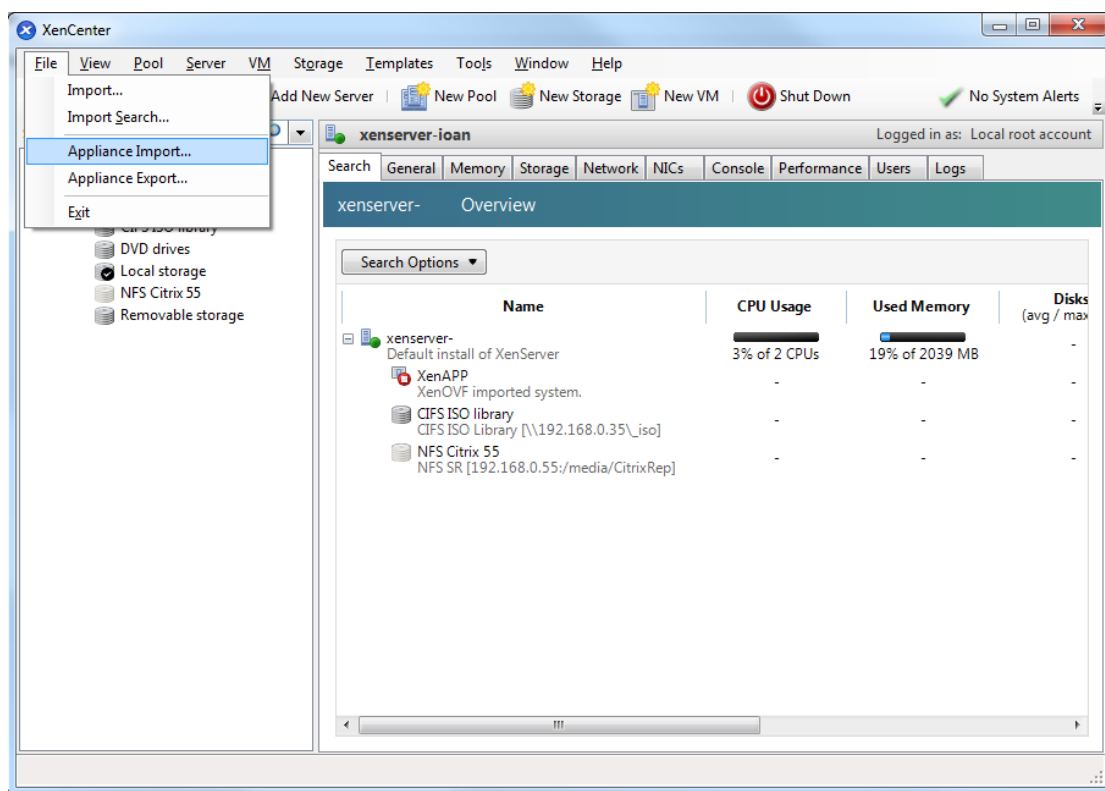 XenCenter
File View Pool Server VM Storage Templates Tools Window Help
Import...
Import Search...
Appliance Import...
Appliance Export...
Exit
Add New Server New Pool New Storage New VM Shut Down No System Alerts
xenserver-ioan Logged in as: Local root account
Search General Memory Storage Network NICs Console Performance Users Logs
CIFS ISO library
DVD drives
Local storage
NFS Citrix 55
Removable storage
xenserver- Overview
Search Options
Name CPU Usage Used Memory Disks
(avg / max
xenserver-
Default install of XenServer 3% of 2 CPUs 19% of 2039 MB -
XenAPP
XenOVF imported system. - - -
CIFS ISO library
CIFS ISO Library [\\192.168.0.35\_iso] - - -
NFS Citrix 55
NFS SR [192.168.0.55:/media/CitrixRep] - - -